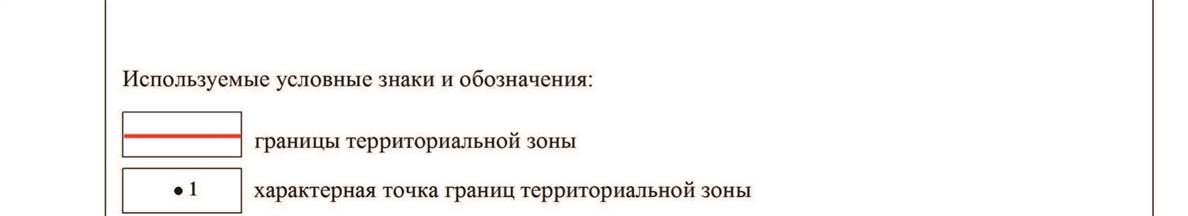 Используемые условные знаки и обозначения:
границы территориальной зоны
1 характерная точка границ территориальной зоны